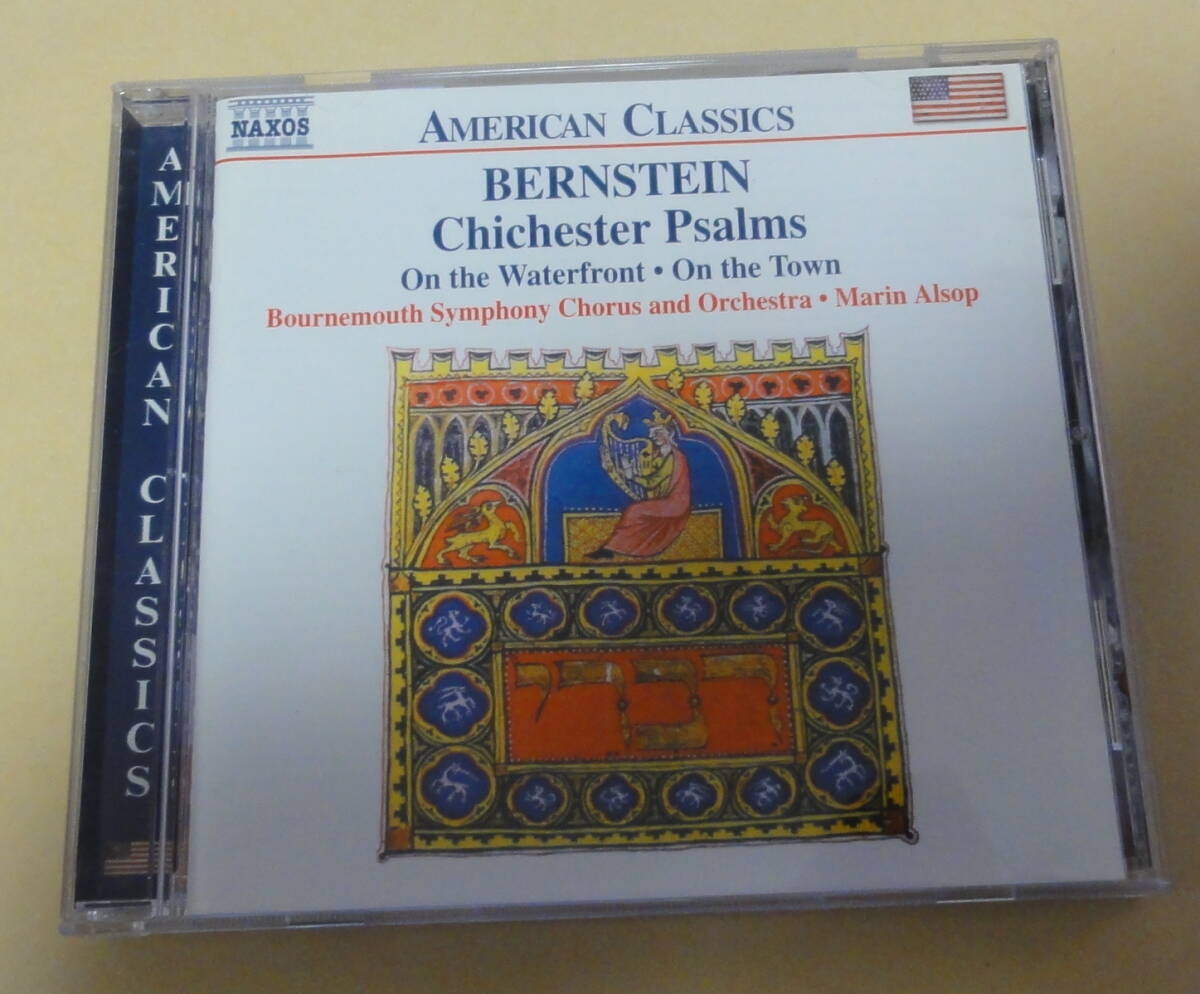 NAXOS
AMERICAN CLASSICS
BERNSTEIN
Chichester Psalms
On the Waterfront • On the Town
Bournemouth Symphony Chorus and Orchestra • Marin Alsop
AMERICAN CLASSICS